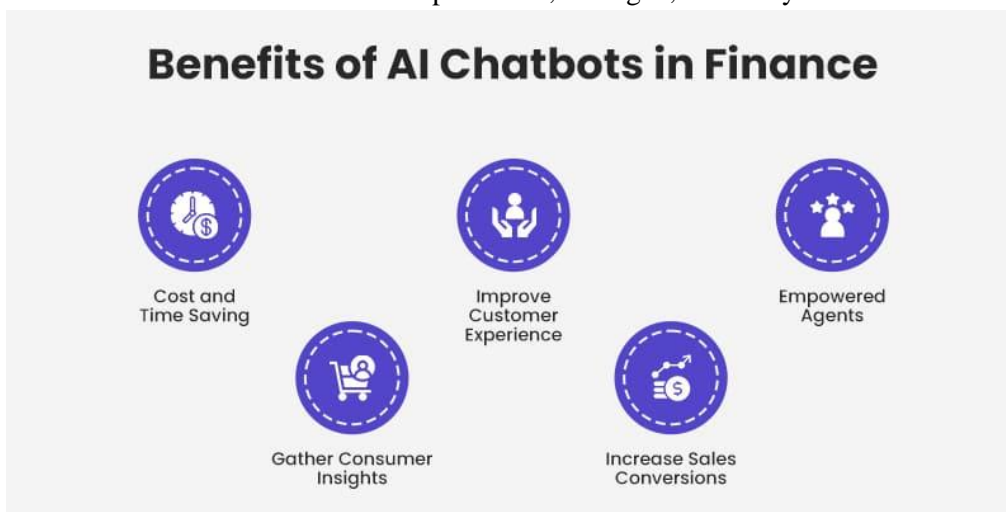 Benefits of AI Chatbots in Finance
Cost and
Time Saving
Improve
Customer
Experience
Empowered
Agents
Gather Consumer
Insights
Increase Sales
Conversions